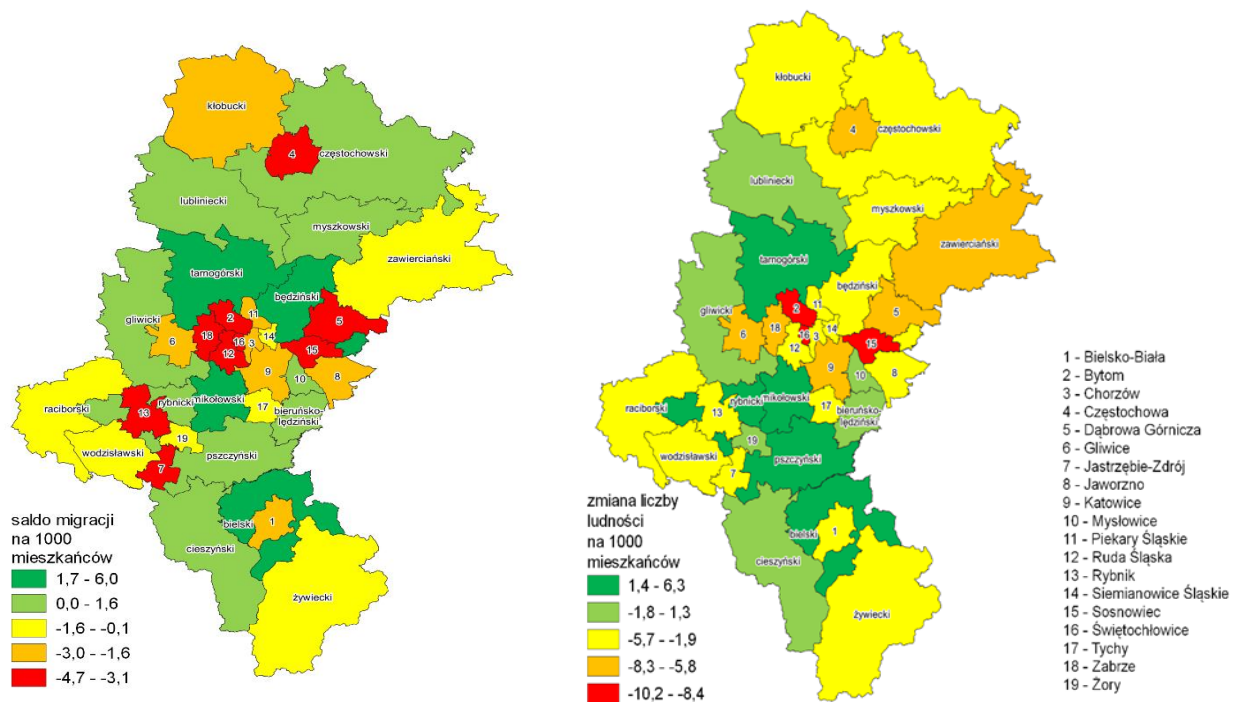 kłobucki
4
częstochowski
lubliniecki
myszkowski
zawierciański
tarnogórski
będziński
gliwicki
2
11
5
6
18
16
3
14
12
15
9
10
8
raciborski
13
rybnicki
mikołowski
17
bieruńsko-
lędziński
19
wodzisławski
pszczyński
7
bielski
1
cieszyński
żywiecki
saldo migracji
na 1000
mieszkańców
1,7 - 6,0
0,0 - 1,6
-1,6 - -0,1
-3,0 - -1,6
-4,7 - -3,1
kłobucki
4
częstochowski
lubliniecki
myszkowski
zawierciański
tarnogórski
będziński
gliwicki
2
11
5
6
18
16
3
14
12
15
9
10
8
raciborski
13
rybnicki
mikołowski
17
bieruńsko-
lędziński
19
wodzisławski
pszczyński
7
bielski
1
cieszyński
żywiecki
zmiana liczby
ludności
na 1000
mieszkańców
1,4 - 6,3
-1,8 - 1,3
-5,7 - -1,9
-8,3 - -5,8
-10,2 - -8,4
1 - Bielsko-Biała
2 - Bytom
3 - Chorzów
4 - Częstochowa
5 - Dąbrowa Górnicza
6 - Gliwice
7 - Jastrzębie-Zdrój
8 - Jaworzno
9 - Katowice
10 - Mysłowice
11 - Piekary Śląskie
12 - Ruda Śląska
13 - Rybnik
14 - Siemianowice Śląskie
15 - Sosnowiec
16 - Świętochłowice
17 - Tychy
18 - Zabrze
19 - Żory